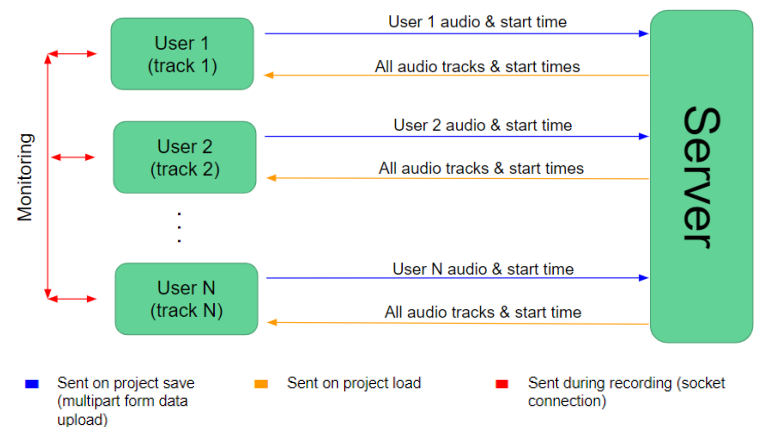 User 1
(track 1)
User 1 audio & start time
All audio tracks & start times
User 2
(track 2)
User 2 audio & start time
All audio tracks & start times
User N
(track N)
User N audio & start time
All audio tracks & start time
Monitoring
Server
Sent on project save
(multipart form data
upload)
Sent on project load
Sent during recording (socket
connection)